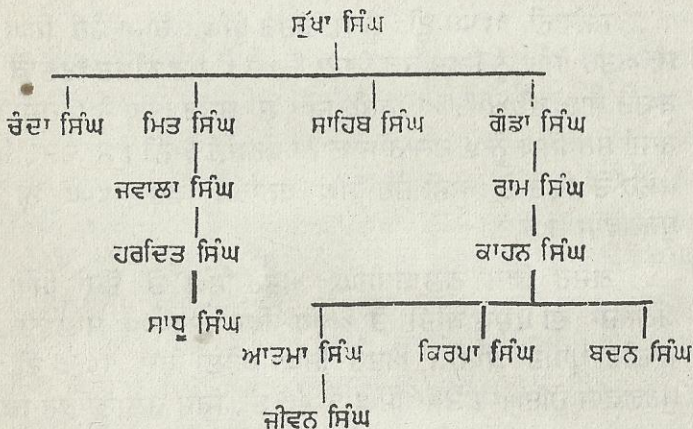 ਸੁੱਖਾ ਸਿੰਘ
ਚੰਦਾ ਸਿੰਘ ਮਿਤ ਸਿੰਘ ਸਾਹਿਬ ਸਿੰਘ ਗੰਡਾ ਸਿੰਘ
ਜਵਾਲਾ ਸਿੰਘ ਰਾਮ ਸਿੰਘ
ਹਰਦਿਤ ਸਿੰਘ ਕਾਹਨ ਸਿੰਘ
ਸਾਧੂ ਸਿੰਘ
ਆਤਮਾ ਸਿੰਘ ਕਿਰਪਾ ਸਿੰਘ ਬਦਨ ਸਿੰਘ
ਜੀਵਨ ਸਿੰਘ